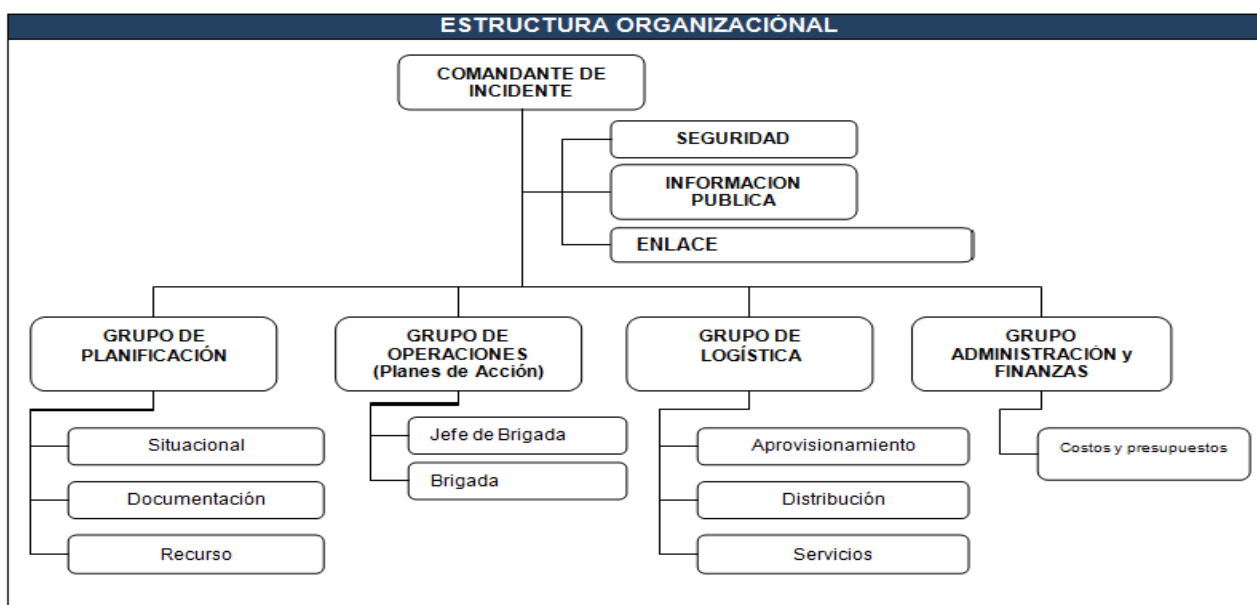 ESTRUCTURA ORGANIZACIÓNAL
COMANDANTE DE
INCIDENTE
SEGURIDAD
INFORMACION
PUBLICA
ENLACE
GRUPO DE
PLANIFICACIÓN
GRUPO DE
OPERACIONES
(Planes de Acción)
GRUPO DE
LOGÍSTICA
GRUPO
ADMINISTRACIÓN y
FINANZAS
Situacional
Documentación
Recurso
Jefe de Brigada
Brigada
Aprovisionamiento
Distribución
Servicios
Costos y presupuestos